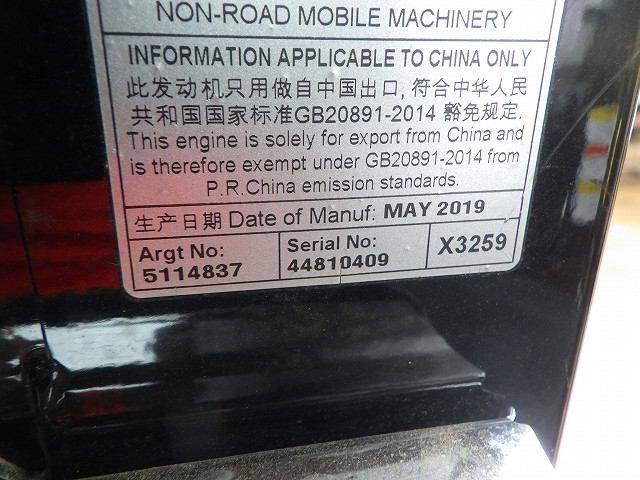 NON-ROAD MOBILE MACHINERY
INFORMATION APPLICABLE TO CHINA ONLY
此发动机只用做自中国出口, 符合中华人民
共和国国家标准GB20891-2014 豁免规定.
This engine is solely for export from China and
is therefore exempt under GB20891-2014 from
P.R.China emission standards.
生产日期 Date of Manuf: MAY 2019
Argt No:
5114837
Serial No:
44810409
X3259